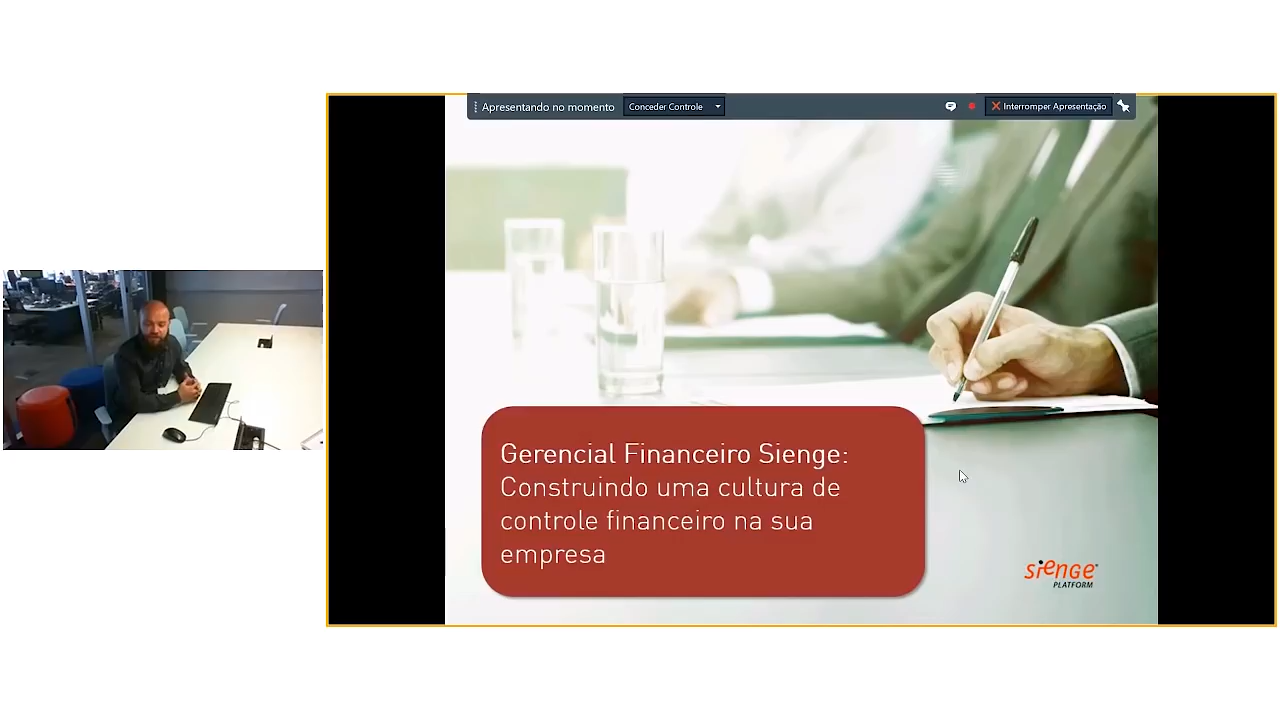 Apresentando no momento
Conceder Controle
Interromper Apresentação
Gerencial Financeiro Sienge:
Construindo uma cultura de
controle financeiro na sua
empresa
sienge
PLATFORM